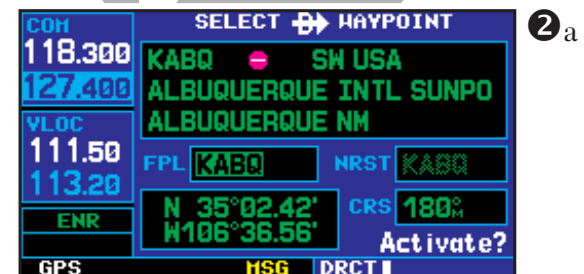 COM
118.300
127.400
VLOC
111.50
113.20
ENR
GPS
SELECT D WAYPOINT
KABQ SW USA
ALBUQUERQUE INTL SUNPO
ALBUQUERQUE NM
FPL KABQ NRST KABQ
N 35°02.42'
W106°36.56'
CRS 180°M
Activate?
MSG DRCT
2 a